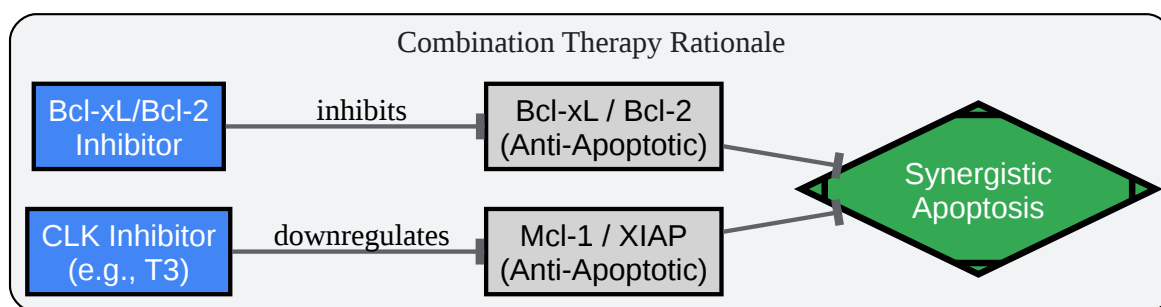 Combination Therapy Rationale
Bcl-xL/Bcl-2
Inhibitor
inhibits
Bcl-xL / Bcl-2
(Anti-Apoptotic)
Synergistic
Apoptosis
CLK Inhibitor
(e.g., T3)
downregulates
Mcl-1 / XIAP
(Anti-Apoptotic)